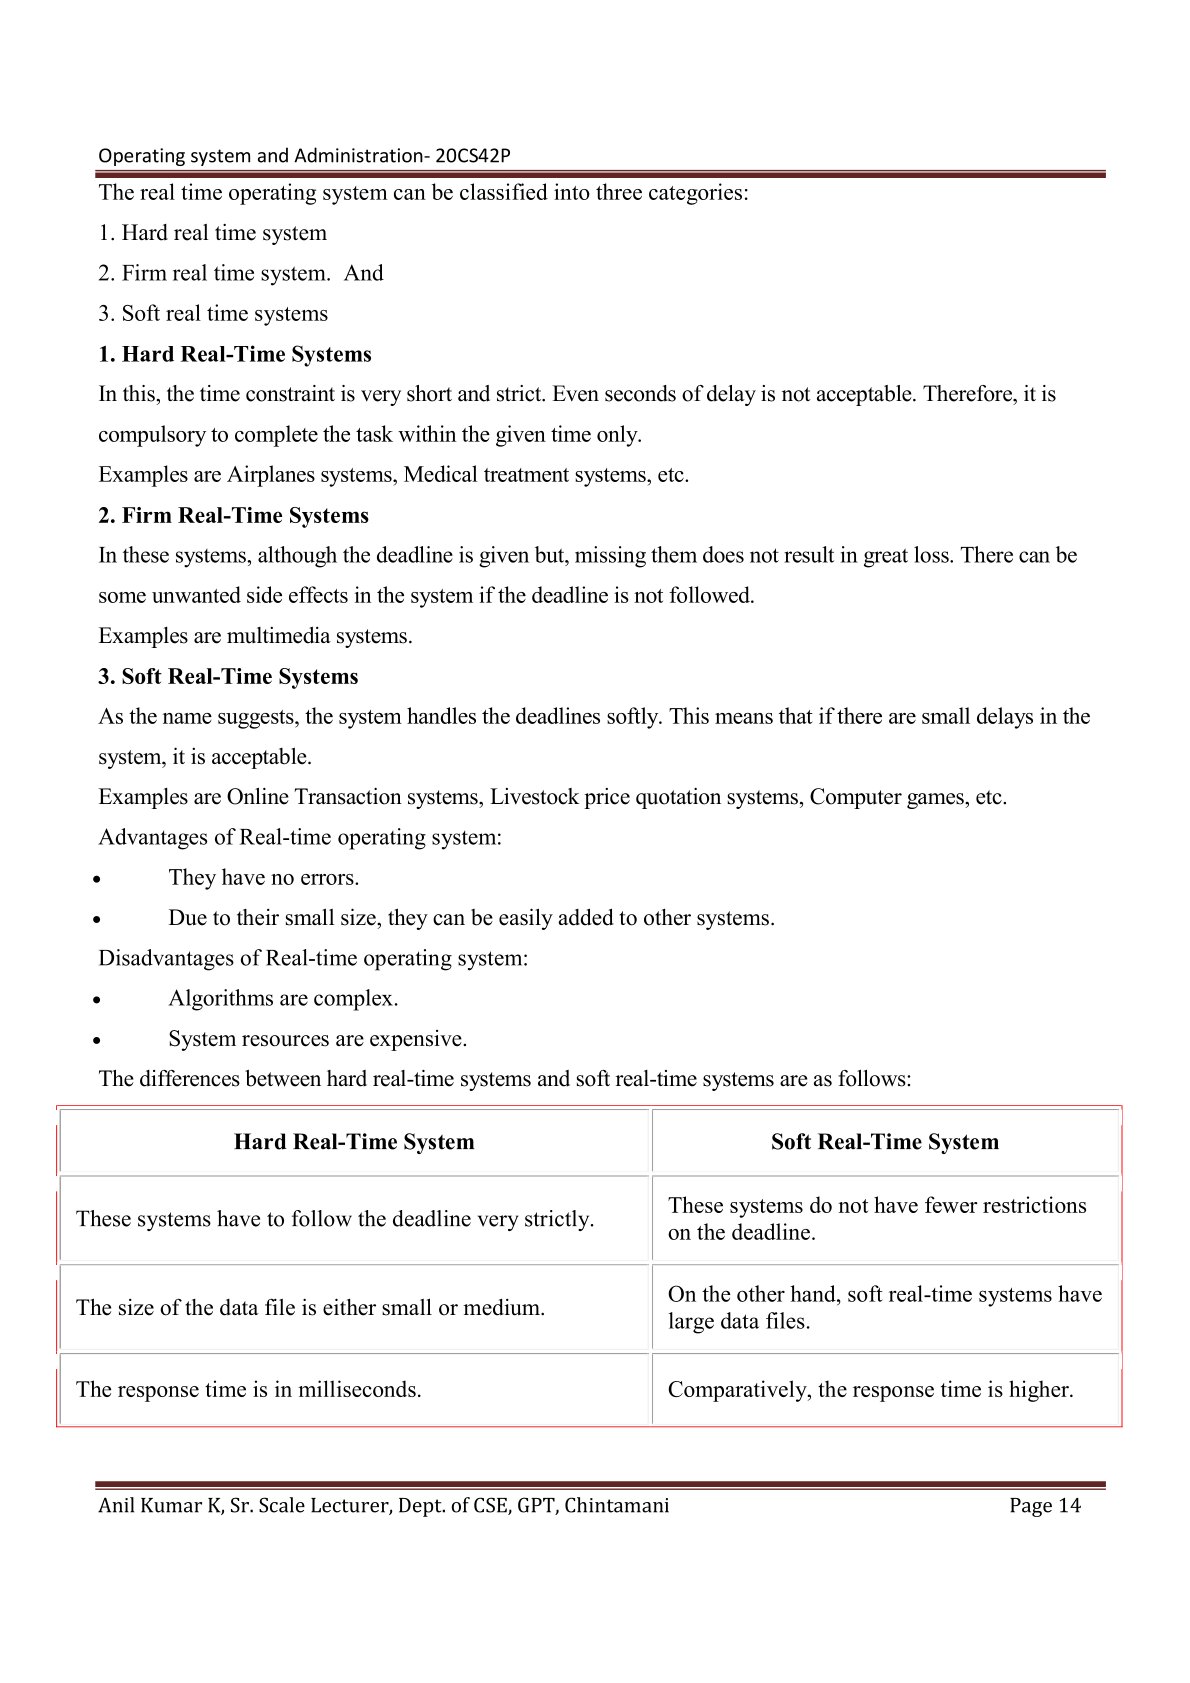 Operating system and Administration- 20CS42P
The real time operating system can be classified into three categories:
1. Hard real time system
2. Firm real time system.  And
3. Soft real time systems
1. Hard Real-Time Systems
In this, the time constraint is very short and strict. Even seconds of delay is not acceptable. Therefore, it is
compulsory to complete the task within the given time only.
Examples are Airplanes systems, Medical treatment systems, etc.
2. Firm Real-Time Systems
In these systems, although the deadline is given but, missing them does not result in great loss. There can be
some unwanted side effects in the system if the deadline is not followed.
Examples are multimedia systems.
3. Soft Real-Time Systems
As the name suggests, the system handles the deadlines softly. This means that if there are small delays in the
system, it is acceptable.
Examples are Online Transaction systems, Livestock price quotation systems, Computer games, etc.
Advantages of Real-time operating system:
• They have no errors.
• Due to their small size, they can be easily added to other systems.
Disadvantages of Real-time operating system:
• Algorithms are complex.
• System resources are expensive.
The differences between hard real-time systems and soft real-time systems are as follows:
Hard Real-Time System
Soft Real-Time System
These systems have to follow the deadline very strictly.
These systems do not have fewer restrictions
on the deadline.
The size of the data file is either small or medium.
On the other hand, soft real-time systems have
large data files.
The response time is in milliseconds.
Comparatively, the response time is higher.
Anil Kumar K, Sr. Scale Lecturer, Dept. of CSE, GPT, Chintamani
Page 14